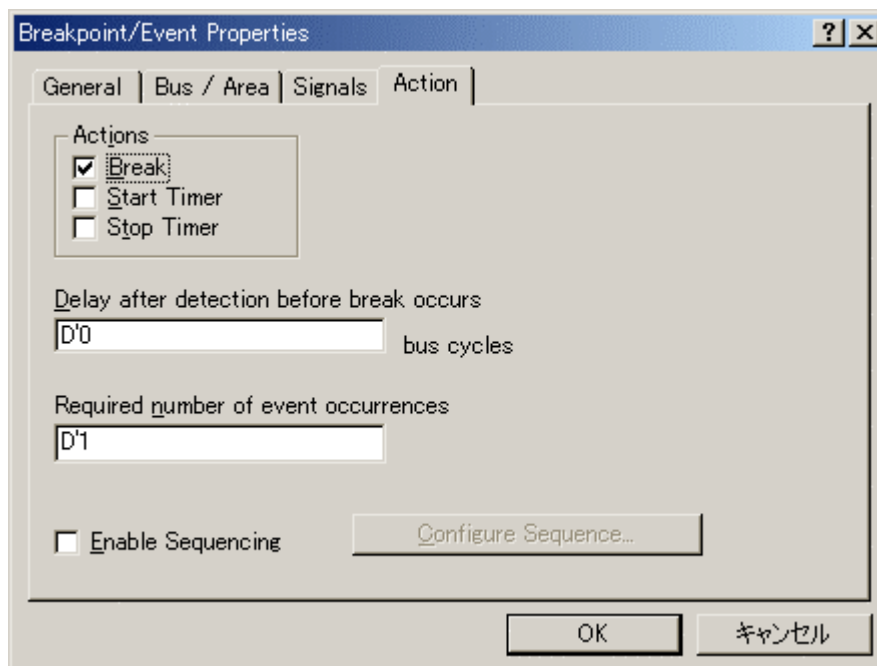 Breakpoint/Event Properties
General Bus / Area Signals Action
Actions
Break
Start Timer
Stop Timer
Delay after detection before break occurs
D'0 bus cycles
Required number of event occurrences
D'1
Enable Sequencing Configure Sequence...
OK キャンセル